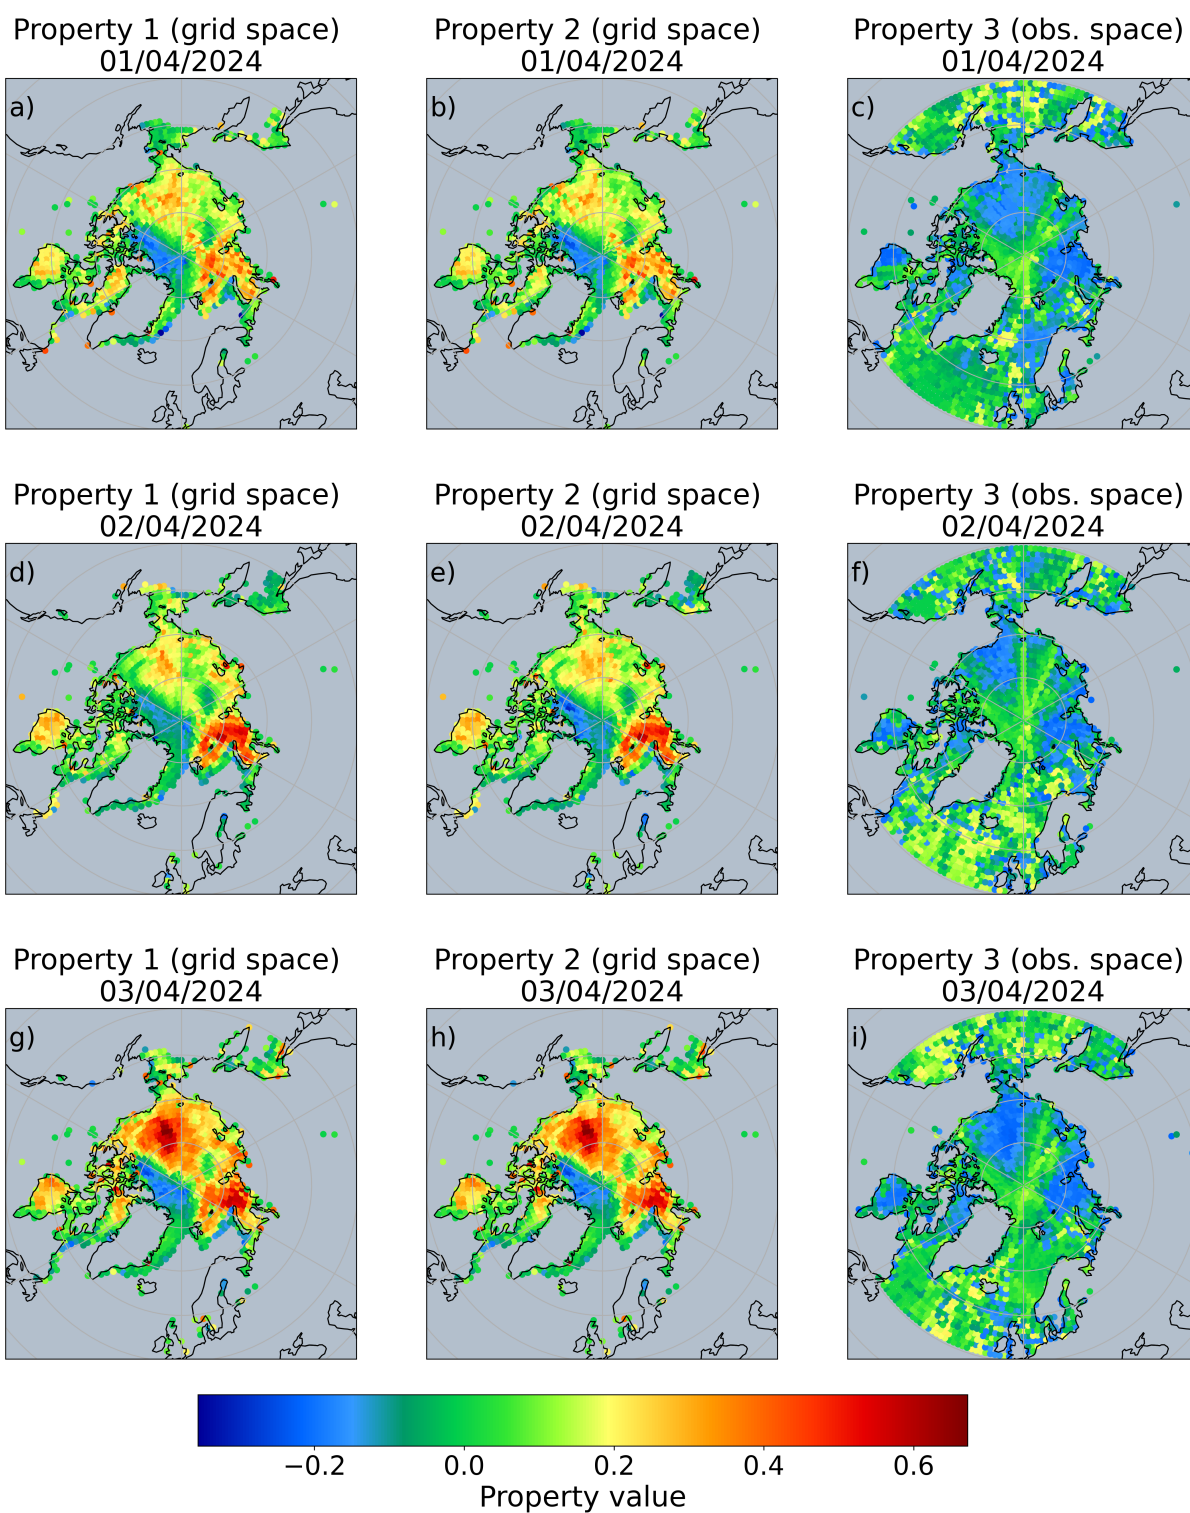 Property 1 (grid space)
01/04/2024
Property 2 (grid space)
01/04/2024
Property 3 (obs. space)
01/04/2024
a)
b)
c)
Property 1 (grid space)
02/04/2024
Property 2 (grid space)
02/04/2024
Property 3 (obs. space)
02/04/2024
d)
e)
f)
Property 1 (grid space)
03/04/2024
Property 2 (grid space)
03/04/2024
Property 3 (obs. space)
03/04/2024
g)
h)
i)
−0.2 0.0 0.2 0.4 0.6
Property value